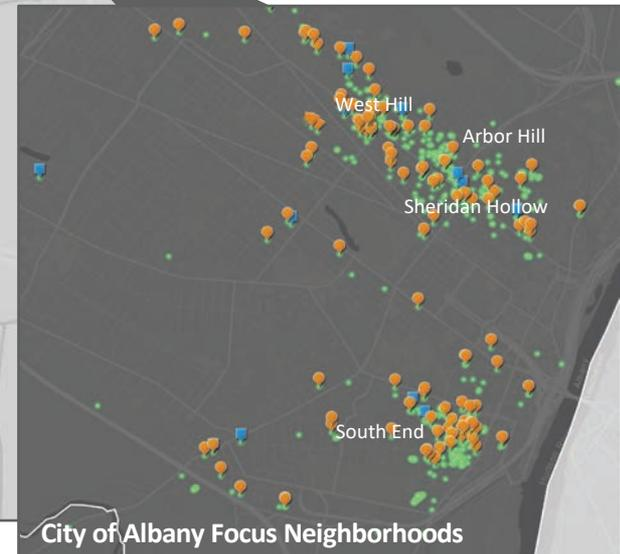 West Hill
Arbor Hill
Sheridan Hollow
South End
City of Albany Focus Neighborhoods